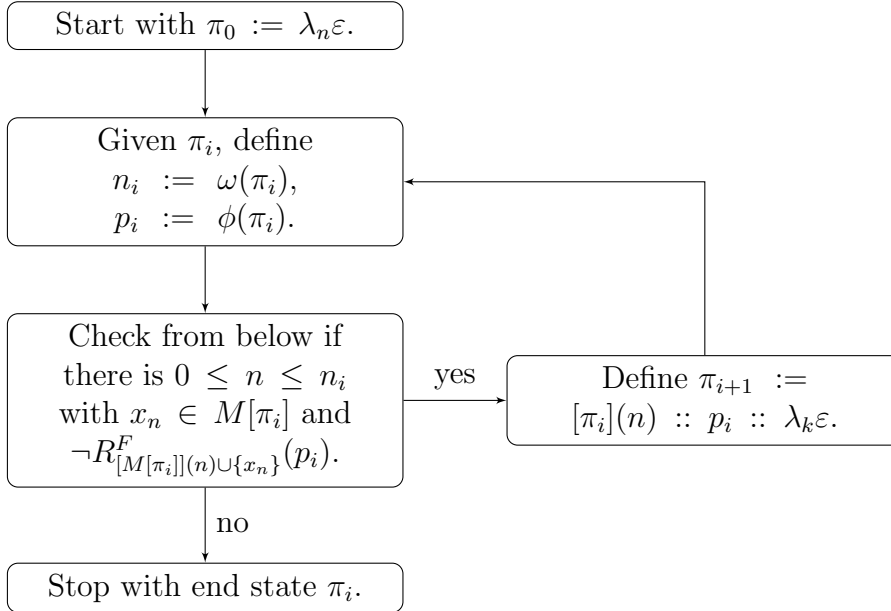 Start with π₀ := λₙε.
Given πᵢ, define
nᵢ := ω(πᵢ),
pᵢ := ϕ(πᵢ).
Check from below if
there is 0 ≤ n ≤ nᵢ
with xₙ ∈ M[πᵢ] and
¬R^F_{[M[πᵢ]](n)∪{xₙ}}(pᵢ).
yes
Define πᵢ₊₁ :=
[πᵢ](n) :: pᵢ :: λₖε.
no
Stop with end state πᵢ.